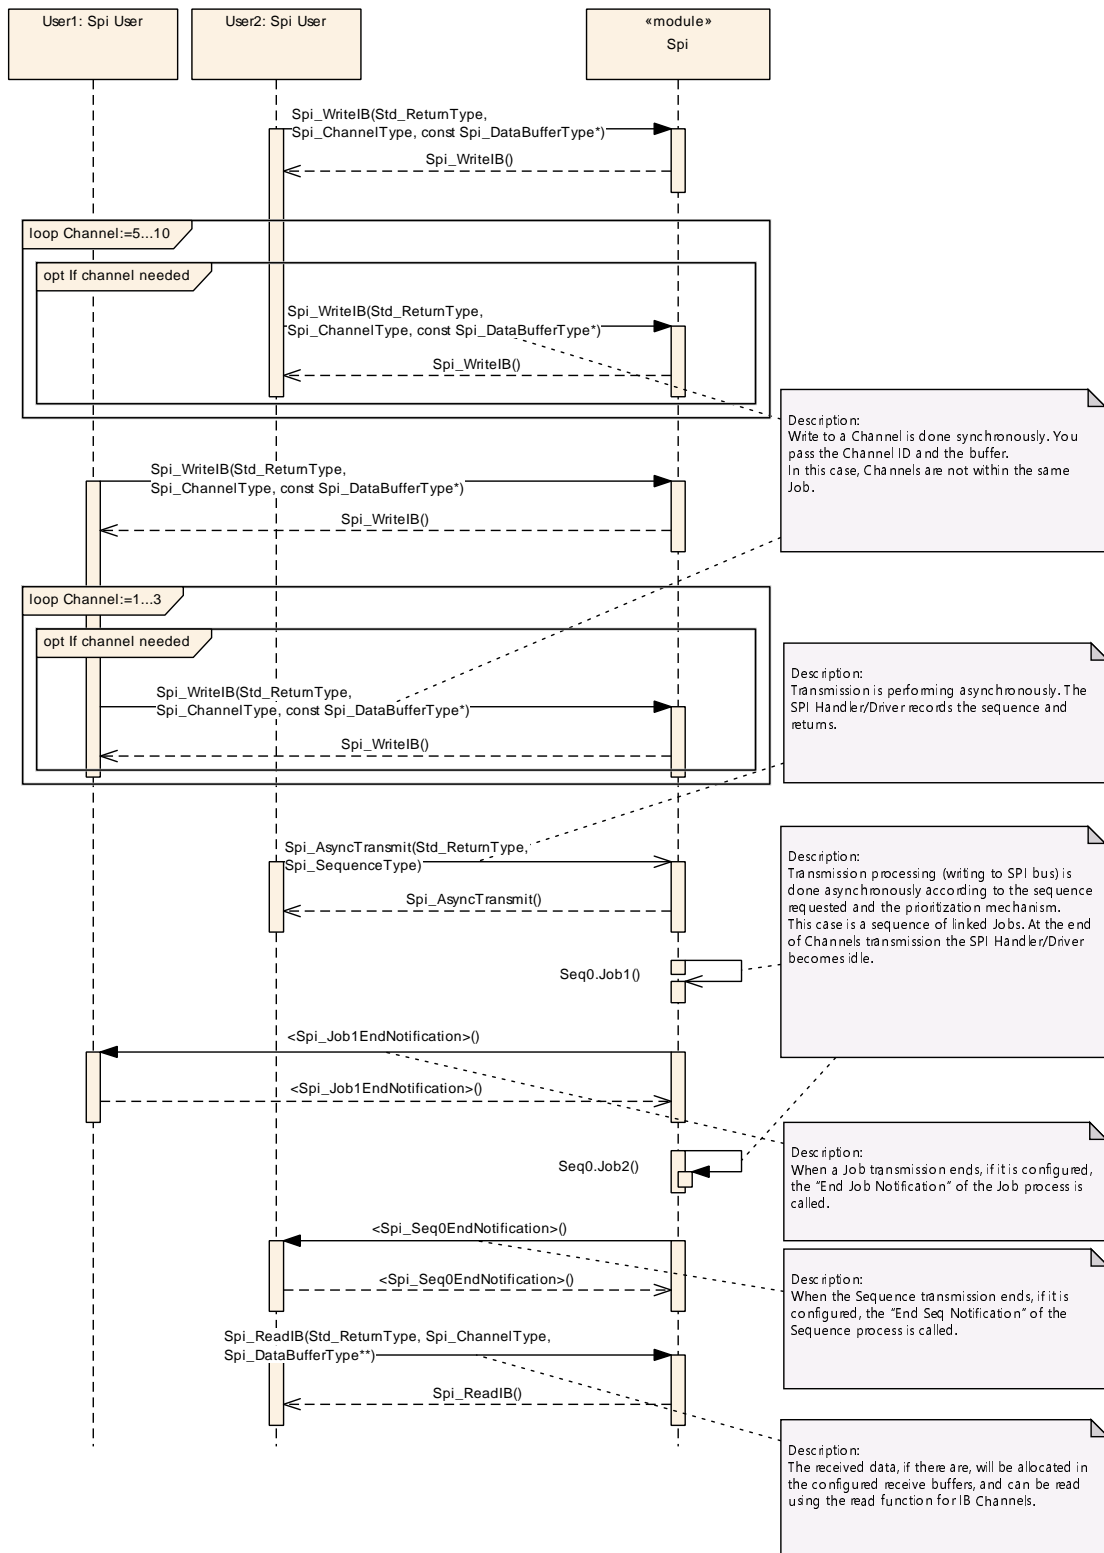 User1: Spi User
User2: Spi User
«module»
Spi
Spi_WriteIB(Std_ReturnType,
Spi_ChannelType, const Spi_DataBufferType*)
Spi_WriteIB()
loop Channel:=5...10
opt If channel needed
Spi_WriteIB(Std_ReturnType,
Spi_ChannelType, const Spi_DataBufferType*)
Spi_WriteIB()
Description:
Write to a Channel is done synchronously. You
pass the Channel ID and the buffer.
In this case, Channels are not within the same
Job.
Spi_WriteIB(Std_ReturnType,
Spi_ChannelType, const Spi_DataBufferType*)
Spi_WriteIB()
loop Channel:=1...3
opt If channel needed
Spi_WriteIB(Std_ReturnType,
Spi_ChannelType, const Spi_DataBufferType*)
Spi_WriteIB()
Description:
Transmission is performing asynchronously. The
SPI Handler/Driver records the sequence and
returns.
Spi_AsyncTransmit(Std_ReturnType,
Spi_SequenceType)
Spi_AsyncTransmit()
Description:
Transmission processing (writing to SPI bus) is
done asynchronously according to the sequence
requested and the prioritization mechanism.
This case is a sequence of linked Jobs. At the end
of Channels transmission the SPI Handler/Driver
becomes idle.
Seq0.Job1()
<Spi_Job1EndNotification>()
<Spi_Job1EndNotification>()
Description:
When a Job transmission ends, if it is configured,
the "End Job Notification" of the Job process is
called.
Seq0.Job2()
<Spi_Seq0EndNotification>()
<Spi_Seq0EndNotification>()
Description:
When the Sequence transmission ends, if it is
configured, the "End Seq Notification" of the
Sequence process is called.
Spi_ReadIB(Std_ReturnType, Spi_ChannelType,
Spi_DataBufferType**)
Spi_ReadIB()
Description:
The received data, if there are, will be allocated in
the configured receive buffers, and can be read
using the read function for IB Channels.